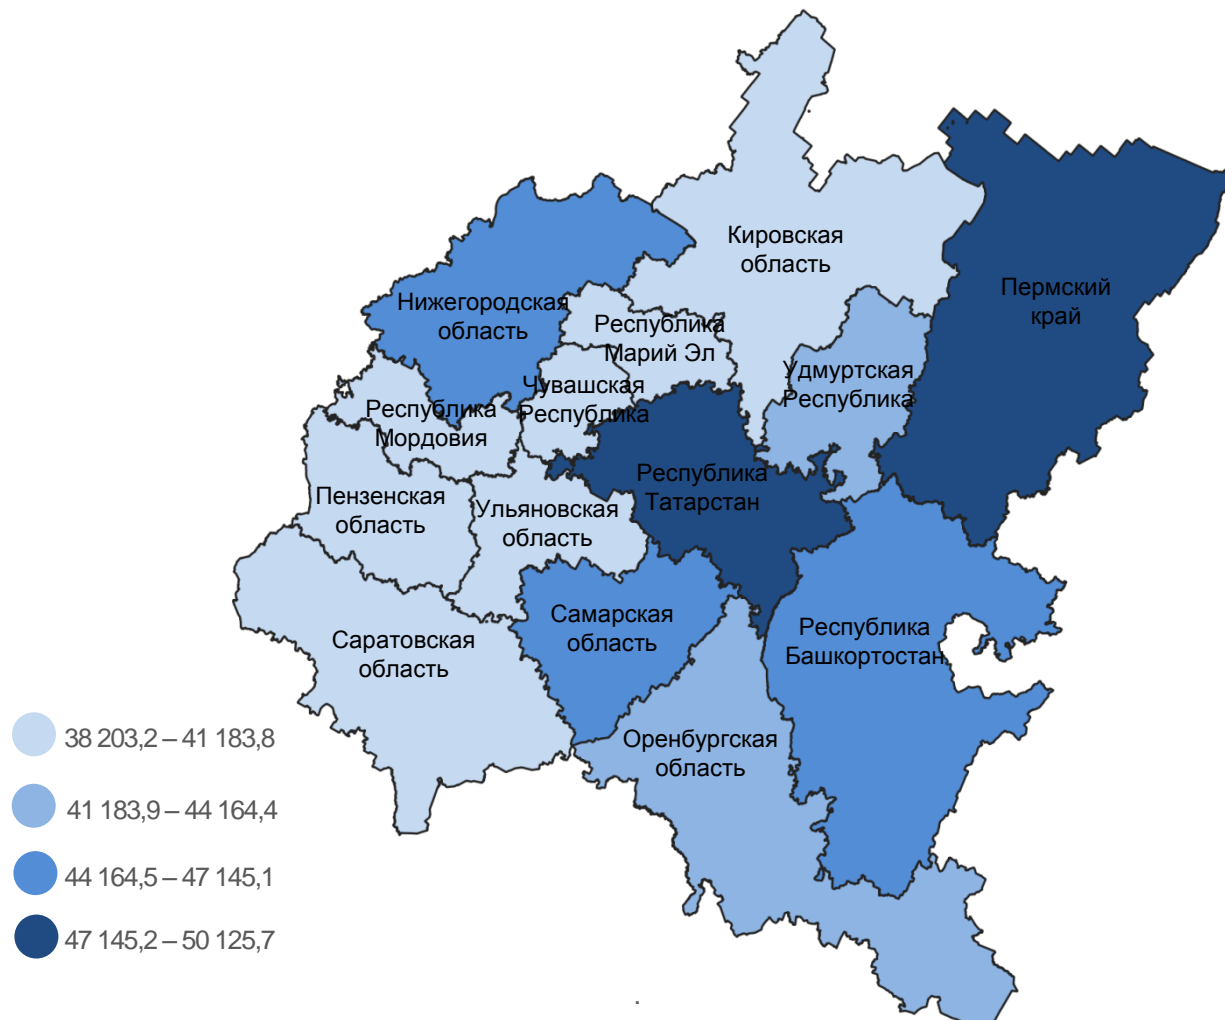 Кировская
область
Пермский
край
Нижегородская
область
Республика
Марий Эл
Удмуртская
Республика
Чувашская
Республика
Республика
Мордовия
Республика
Татарстан
Пензенская
область
Ульяновская
область
Самарская
область
Республика
Башкортостан
Саратовская
область
Оренбургская
область
38 203,2 – 41 183,8
41 183,9 – 44 164,4
44 164,5 – 47 145,1
47 145,2 – 50 125,7
.